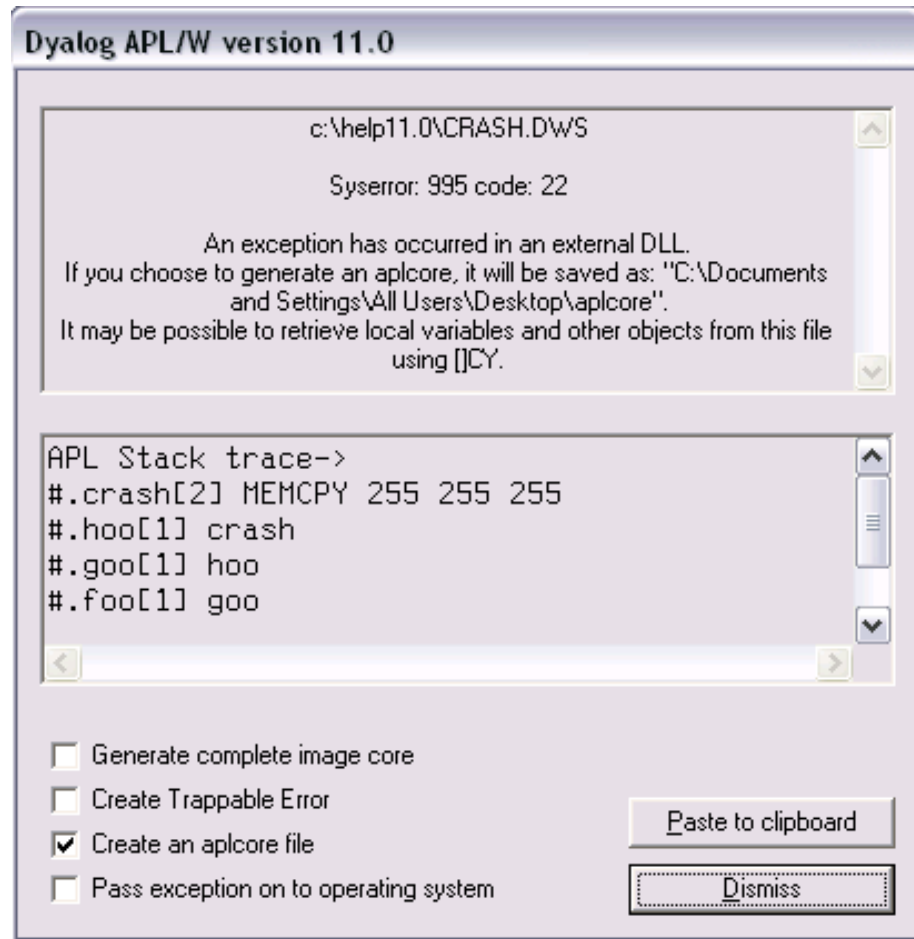 Dyalog APL/W version 11.0
c:\help11.0\CRASH.DWS
Syserror: 995 code: 22
An exception has occurred in an external DLL.
If you choose to generate an aplcore, it will be saved as: "C:\Documents
and Settings\All Users\Desktop\aplcore".
It may be possible to retrieve local variables and other objects from this file
using []CY.
APL Stack trace->
#.crash[2] MEMCPY 255 255 255
#.hoo[1] crash
#.goo[1] hoo
#.foo[1] goo
Generate complete image core
Create Trappable Error
Create an aplcore file
Pass exception on to operating system
Paste to clipboard
Dismiss